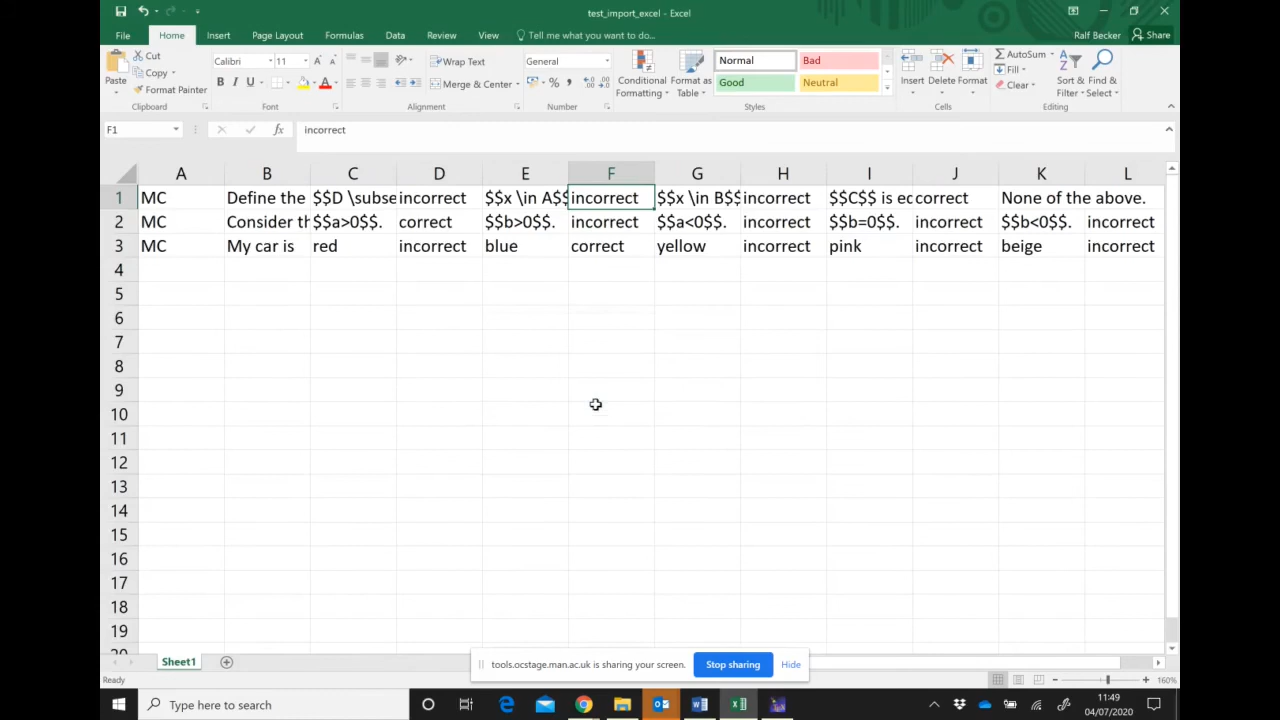 test_import_excel - Excel
File Home Insert Page Layout Formulas Data Review View Tell me what you want to do... Ralf Becker Share
Paste Cut Copy Format Painter
Clipboard
Calibri 11
B I U A
Font
Wrap Text
Merge & Center
Alignment
General
Number
Conditional Formatting
Format as Table
Normal Bad
Good Neutral
Styles
Insert Delete Format
Cells
AutoSum
Fill
Clear
Sort & Filter
Find & Select
Editing
F1 fx incorrect
A B C D E F G H I J K L
1 MC Define the $$D \subse incorrect $$x \in A$$ incorrect $$x \in B$$ incorrect $$C$$ is ec correct None of the above.
2 MC Consider th $$a>0$$. correct $$b>0$$. incorrect $$a<0$$. incorrect $$b=0$$. incorrect $$b<0$$. incorrect
3 MC My car is red incorrect blue correct yellow incorrect pink incorrect beige incorrect
4
5
6
7
8
9
10
11
12
13
14
15
16
17
18
19
Sheet1
tools.ocstage.man.ac.uk is sharing your screen. Stop sharing Hide
Ready 160%
Type here to search
11:49
04/07/2020